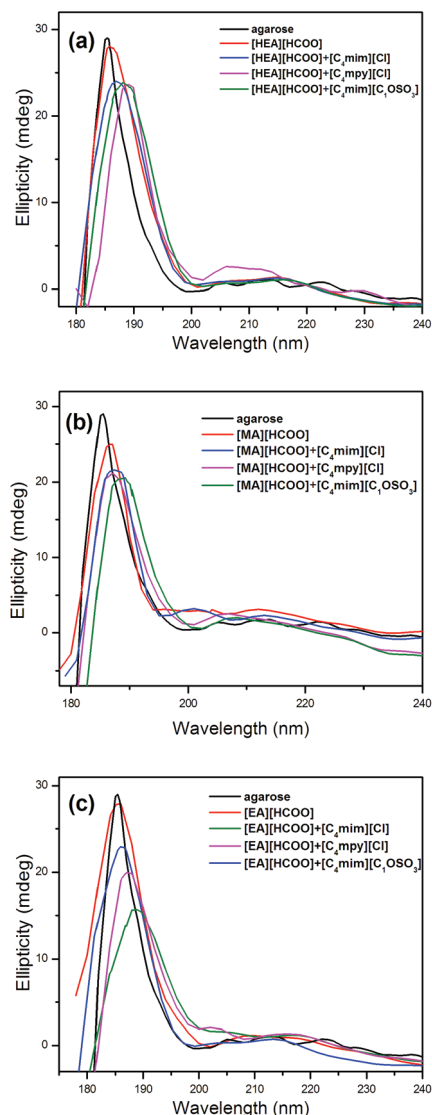 (a)
agarose
[HEA][HCOO]
[HEA][HCOO]+[C4mim][Cl]
[HEA][HCOO]+[C4mpy][Cl]
[HEA][HCOO]+[C4mim][C1OSO3]
Ellipticity (mdeg)
30
20
10
0
180 190 200 210 220 230 240
Wavelength (nm)
(b)
agarose
[MA][HCOO]
[MA][HCOO]+[C4mim][Cl]
[MA][HCOO]+[C4mpy][Cl]
[MA][HCOO]+[C4mim][C1OSO3]
Ellipticity (mdeg)
30
20
10
0
180 200 220 240
Wavelength (nm)
(c)
agarose
[EA][HCOO]
[EA][HCOO]+[C4mim][Cl]
[EA][HCOO]+[C4mpy][Cl]
[EA][HCOO]+[C4mim][C1OSO3]
Ellipticity (mdeg)
30
20
10
0
180 190 200 210 220 230 240
Wavelength (nm)